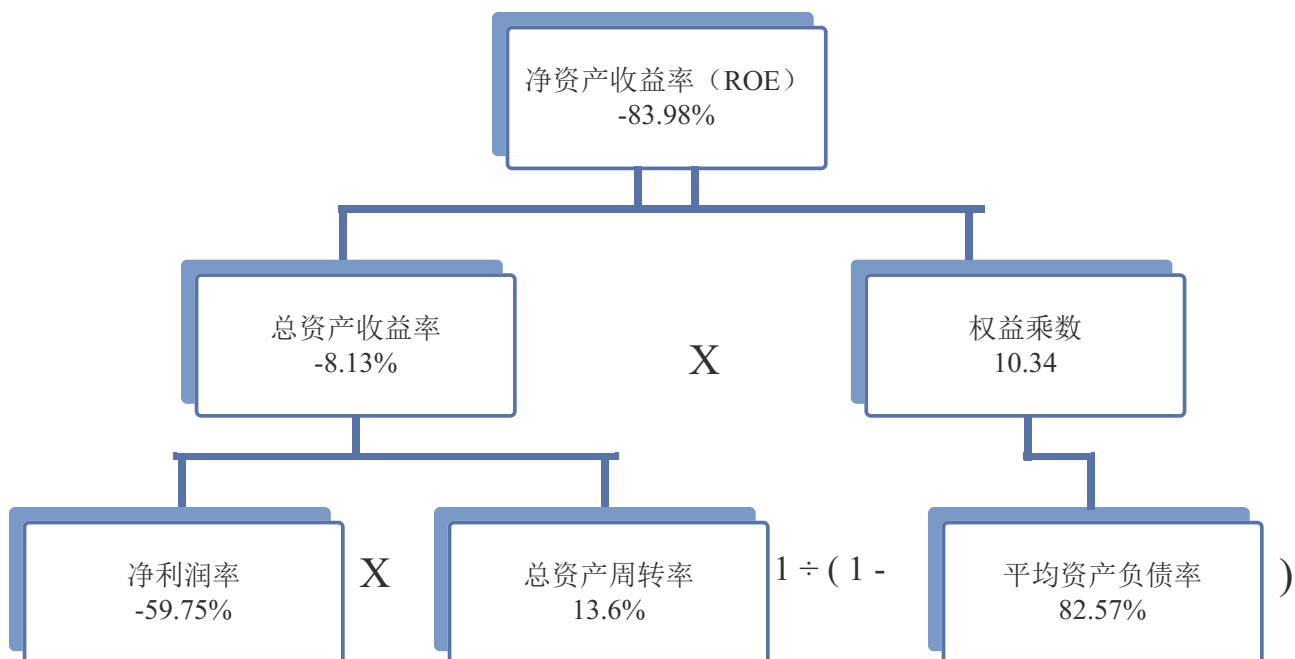 净资产收益率（ROE）
-83.98%
总资产收益率
-8.13%
X
权益乘数
10.34
净利润率
-59.75%
X
总资产周转率
13.6%
1 ÷ ( 1 -
平均资产负债率
82.57%
)